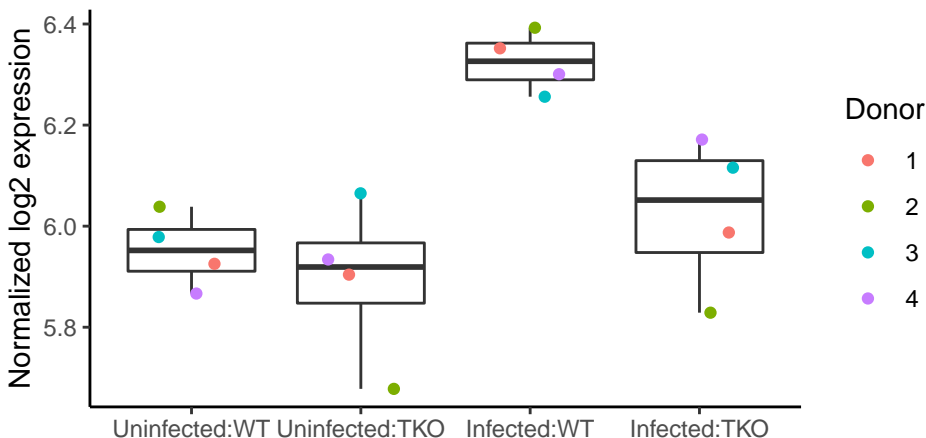 Normalized log2 expression
6.4
6.2
6.0
5.8
Uninfected:WT
Uninfected:TKO
Infected:WT
Infected:TKO
Donor
1
2
3
4